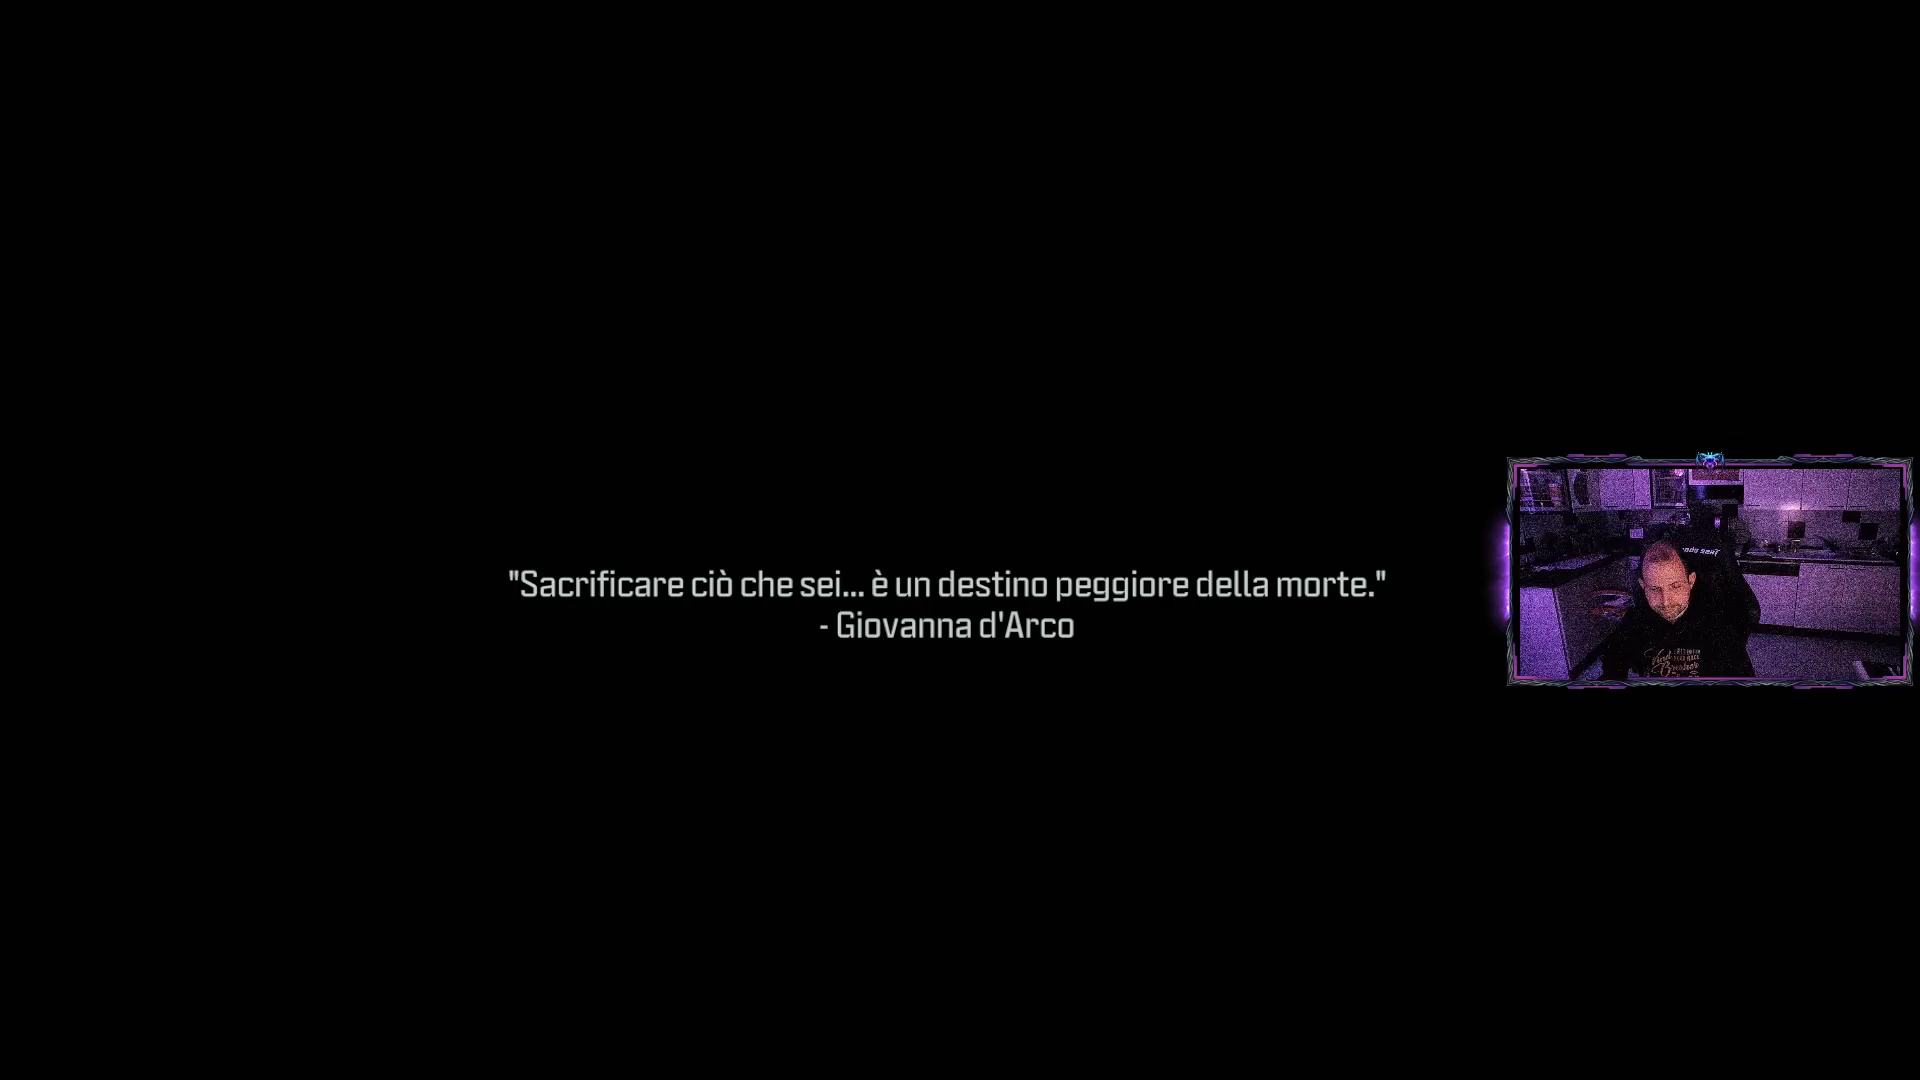 "Sacrificare ciò che sei... è un destino peggiore della morte."
- Giovanna d'Arco